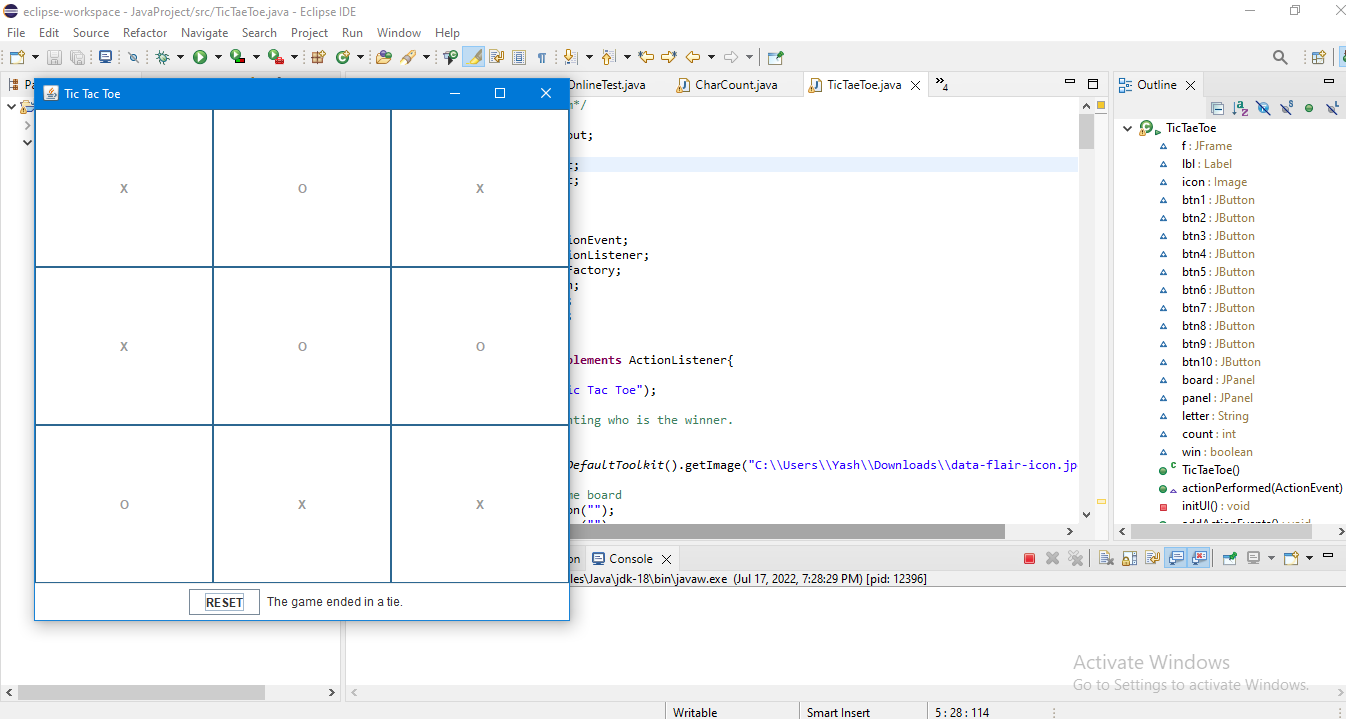 eclipse-workspace - JavaProject/src/TicTaeToe.java - Eclipse IDE
File Edit Source Refactor Navigate Search Project Run Window Help
Tic Tac Toe
OnlineTest.java CharCount.java TicTaeToe.java 4
Outline
*/
TicTaeToe
f : JFrame
lbl : Label
icon : Image
btn1 : JButton
btn2 : JButton
btn3 : JButton
btn4 : JButton
btn5 : JButton
btn6 : JButton
btn7 : JButton
btn8 : JButton
btn9 : JButton
btn10 : JButton
board : JPanel
panel : JPanel
letter : String
count : int
win : boolean
TicTaeToe()
actionPerformed(ActionEvent)
initUI() : void
addActionEvents() : void
out;
ionEvent;
ionListener;
Factory;
plements ActionListener{
ic Tac Toe");
nting who is the winner.
DefaultToolkit().getImage("C:\\Users\\Yash\\Downloads\\data-flair-icon.jp
me board
on("");
X O X
X O O
O X X
RESET The game ended in a tie.
on Console
les\Java\jdk-18\bin\javaw.exe (Jul 17, 2022, 7:28:29 PM) [pid: 12396]
Activate Windows
Go to Settings to activate Windows.
Writable Smart Insert 5 : 28 : 114